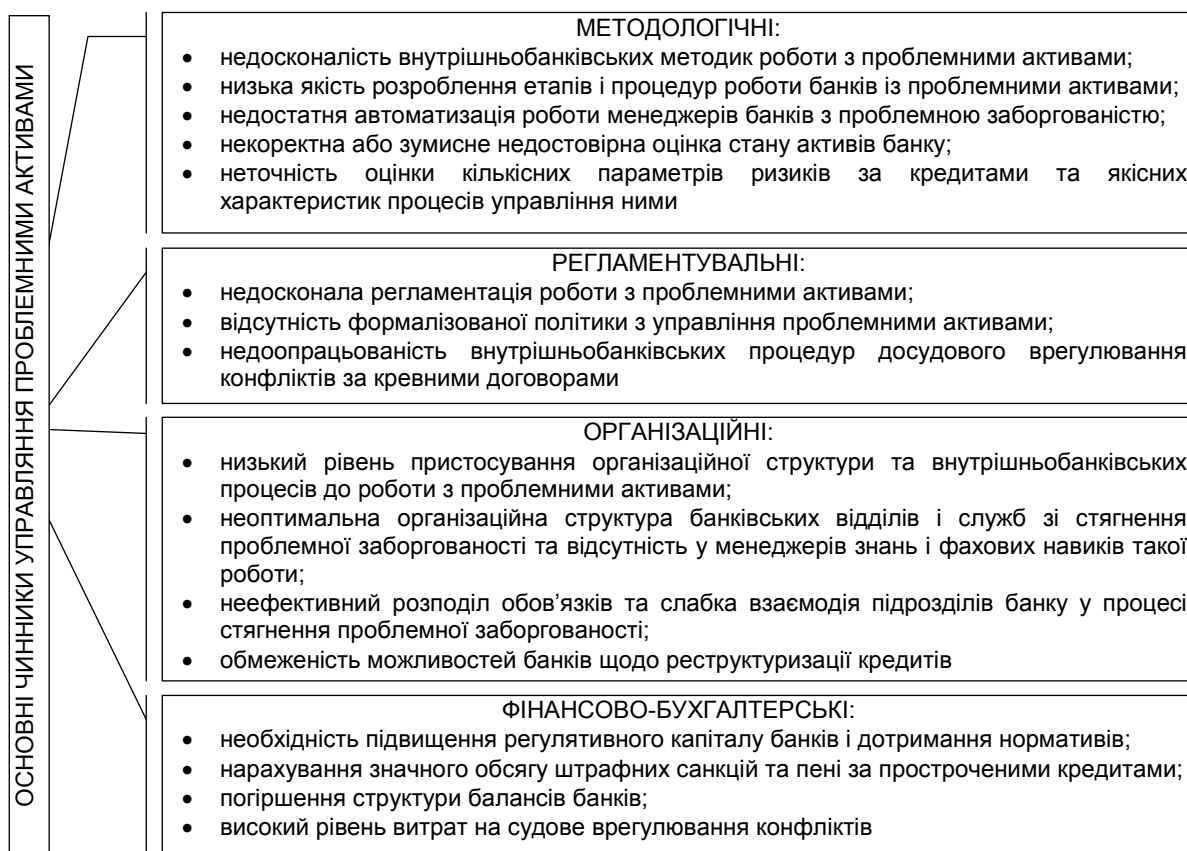 ОСНОВНІ ЧИННИКИ УПРАВЛІННЯ ПРОБЛЕМНИМИ АКТИВАМИ
МЕТОДОЛОГІЧНІ:
• недосконалість внутрішньобанківських методик роботи з проблемними активами;
• низька якість розроблення етапів і процедур роботи банків із проблемними активами;
• недостатня автоматизація роботи менеджерів банків з проблемною заборгованістю;
• некоректна або зумисне недостовірна оцінка стану активів банку;
• неточність оцінки кількісних параметрів ризиків за кредитами та якісних
характеристик процесів управління ними
РЕГЛАМЕНТУВАЛЬНІ:
• недосконала регламентація роботи з проблемними активами;
• відсутність формалізованої політики з управління проблемними активами;
• недоопрацьованість внутрішньобанківських процедур досудового врегулювання
конфліктів за кревними договорами
ОРГАНІЗАЦІЙНІ:
• низький рівень пристосування організаційної структури та внутрішньобанківських
процесів до роботи з проблемними активами;
• неоптимальна організаційна структура банківських відділів і служб зі стягнення
проблемної заборгованості та відсутність у менеджерів знань і фахових навиків такої
роботи;
• неефективний розподіл обов’язків та слабка взаємодія підрозділів банку у процесі
стягнення проблемної заборгованості;
• обмеженість можливостей банків щодо реструктуризації кредитів
ФІНАНСОВО-БУХГАЛТЕРСЬКІ:
• необхідність підвищення регулятивного капіталу банків і дотримання нормативів;
• нарахування значного обсягу штрафних санкцій та пені за простроченими кредитами;
• погіршення структури балансів банків;
• високий рівень витрат на судове врегулювання конфліктів